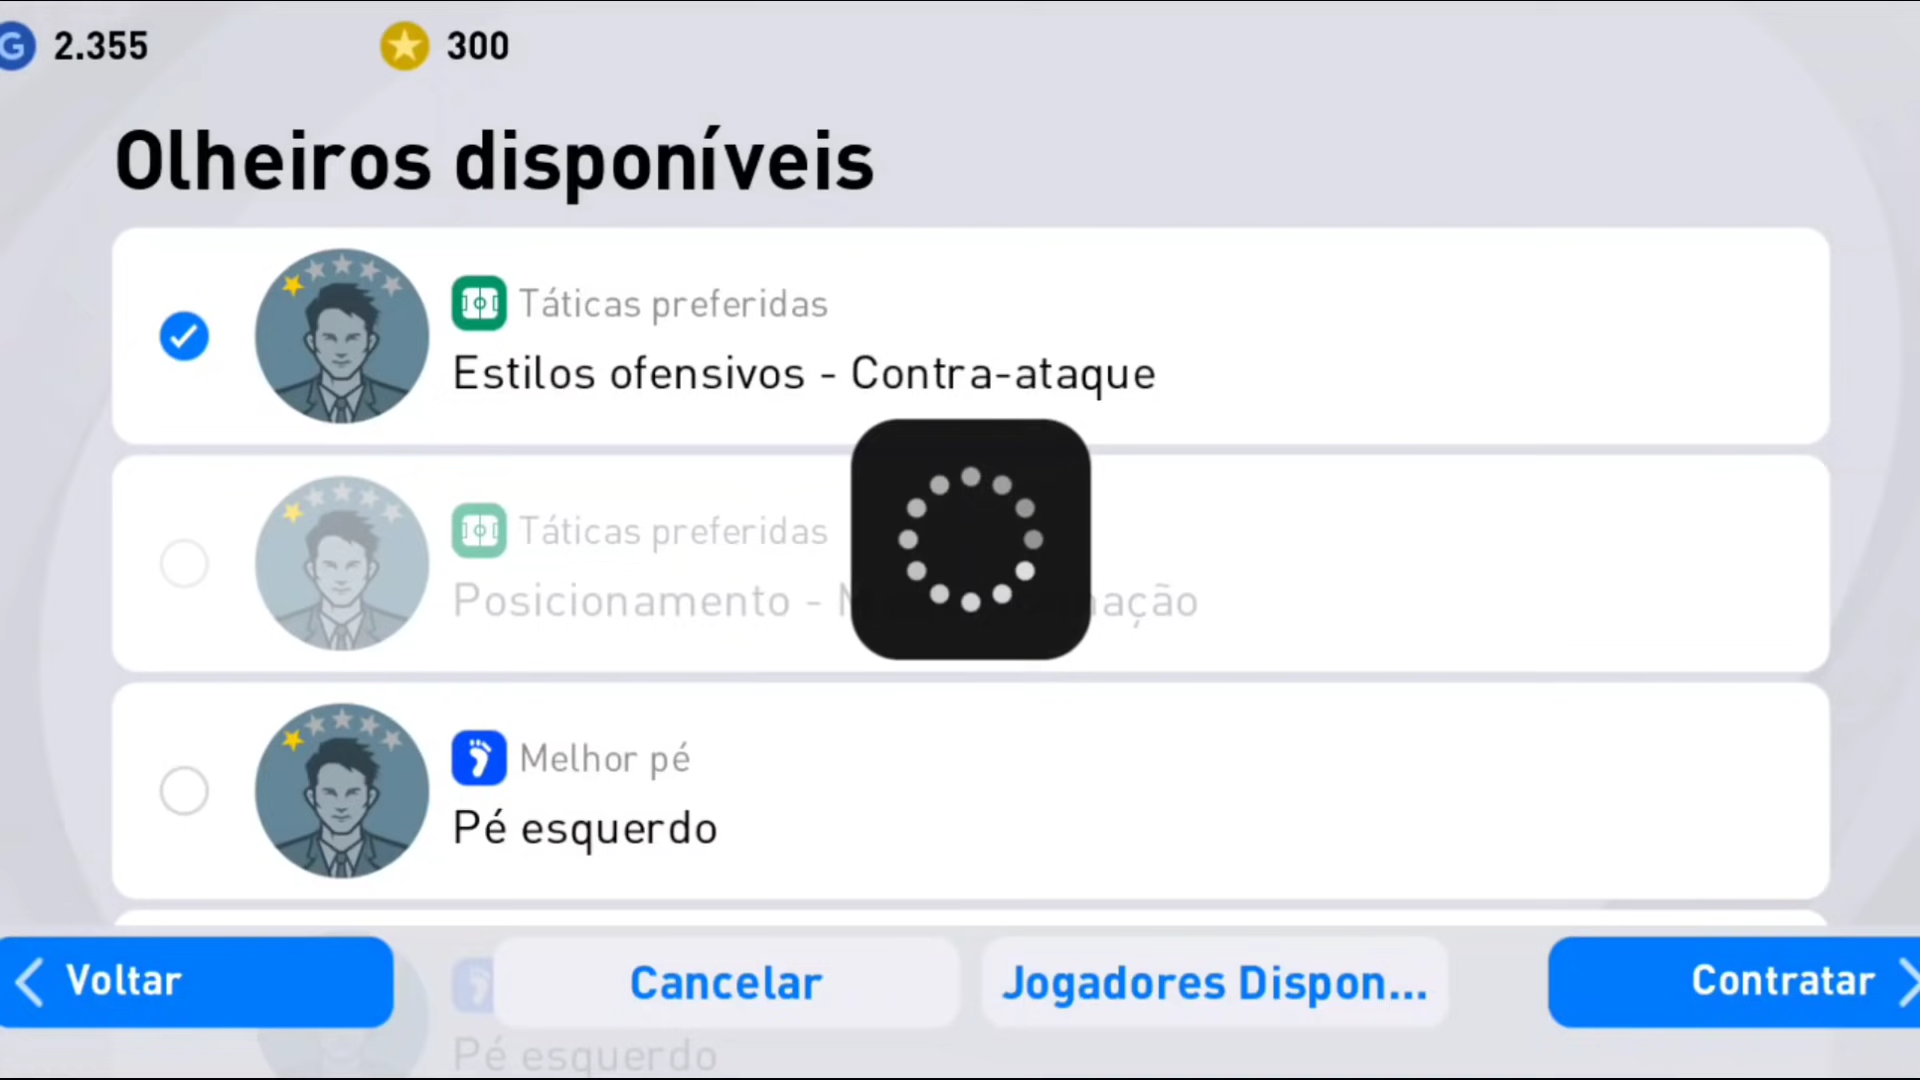 G 2.355 300
Olheiros disponíveis
Táticas preferidas
Estilos ofensivos - Contra-ataque
Táticas preferidas
Posicionamento -
Melhor pé
Pé esquerdo
Voltar
Cancelar
Jogadores Dispon...
Contratar
Pé esquerdo